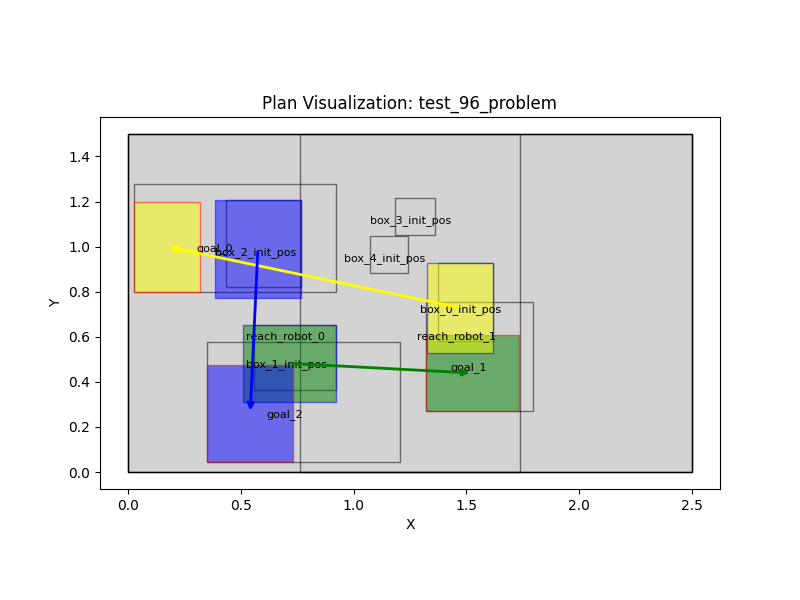 Plan Visualization: test_96_problem
1.4
1.2
1.0
0.8
0.6
0.4
0.2
0.0
Y
box_3_init_pos
goal_0
box_2_init_pos
box_4_init_pos
box_0_init_pos
reach_robot_0
reach_robot_1
box_1_init_pos
goal_1
goal_2
0.0 0.5 1.0 1.5 2.0 2.5
X